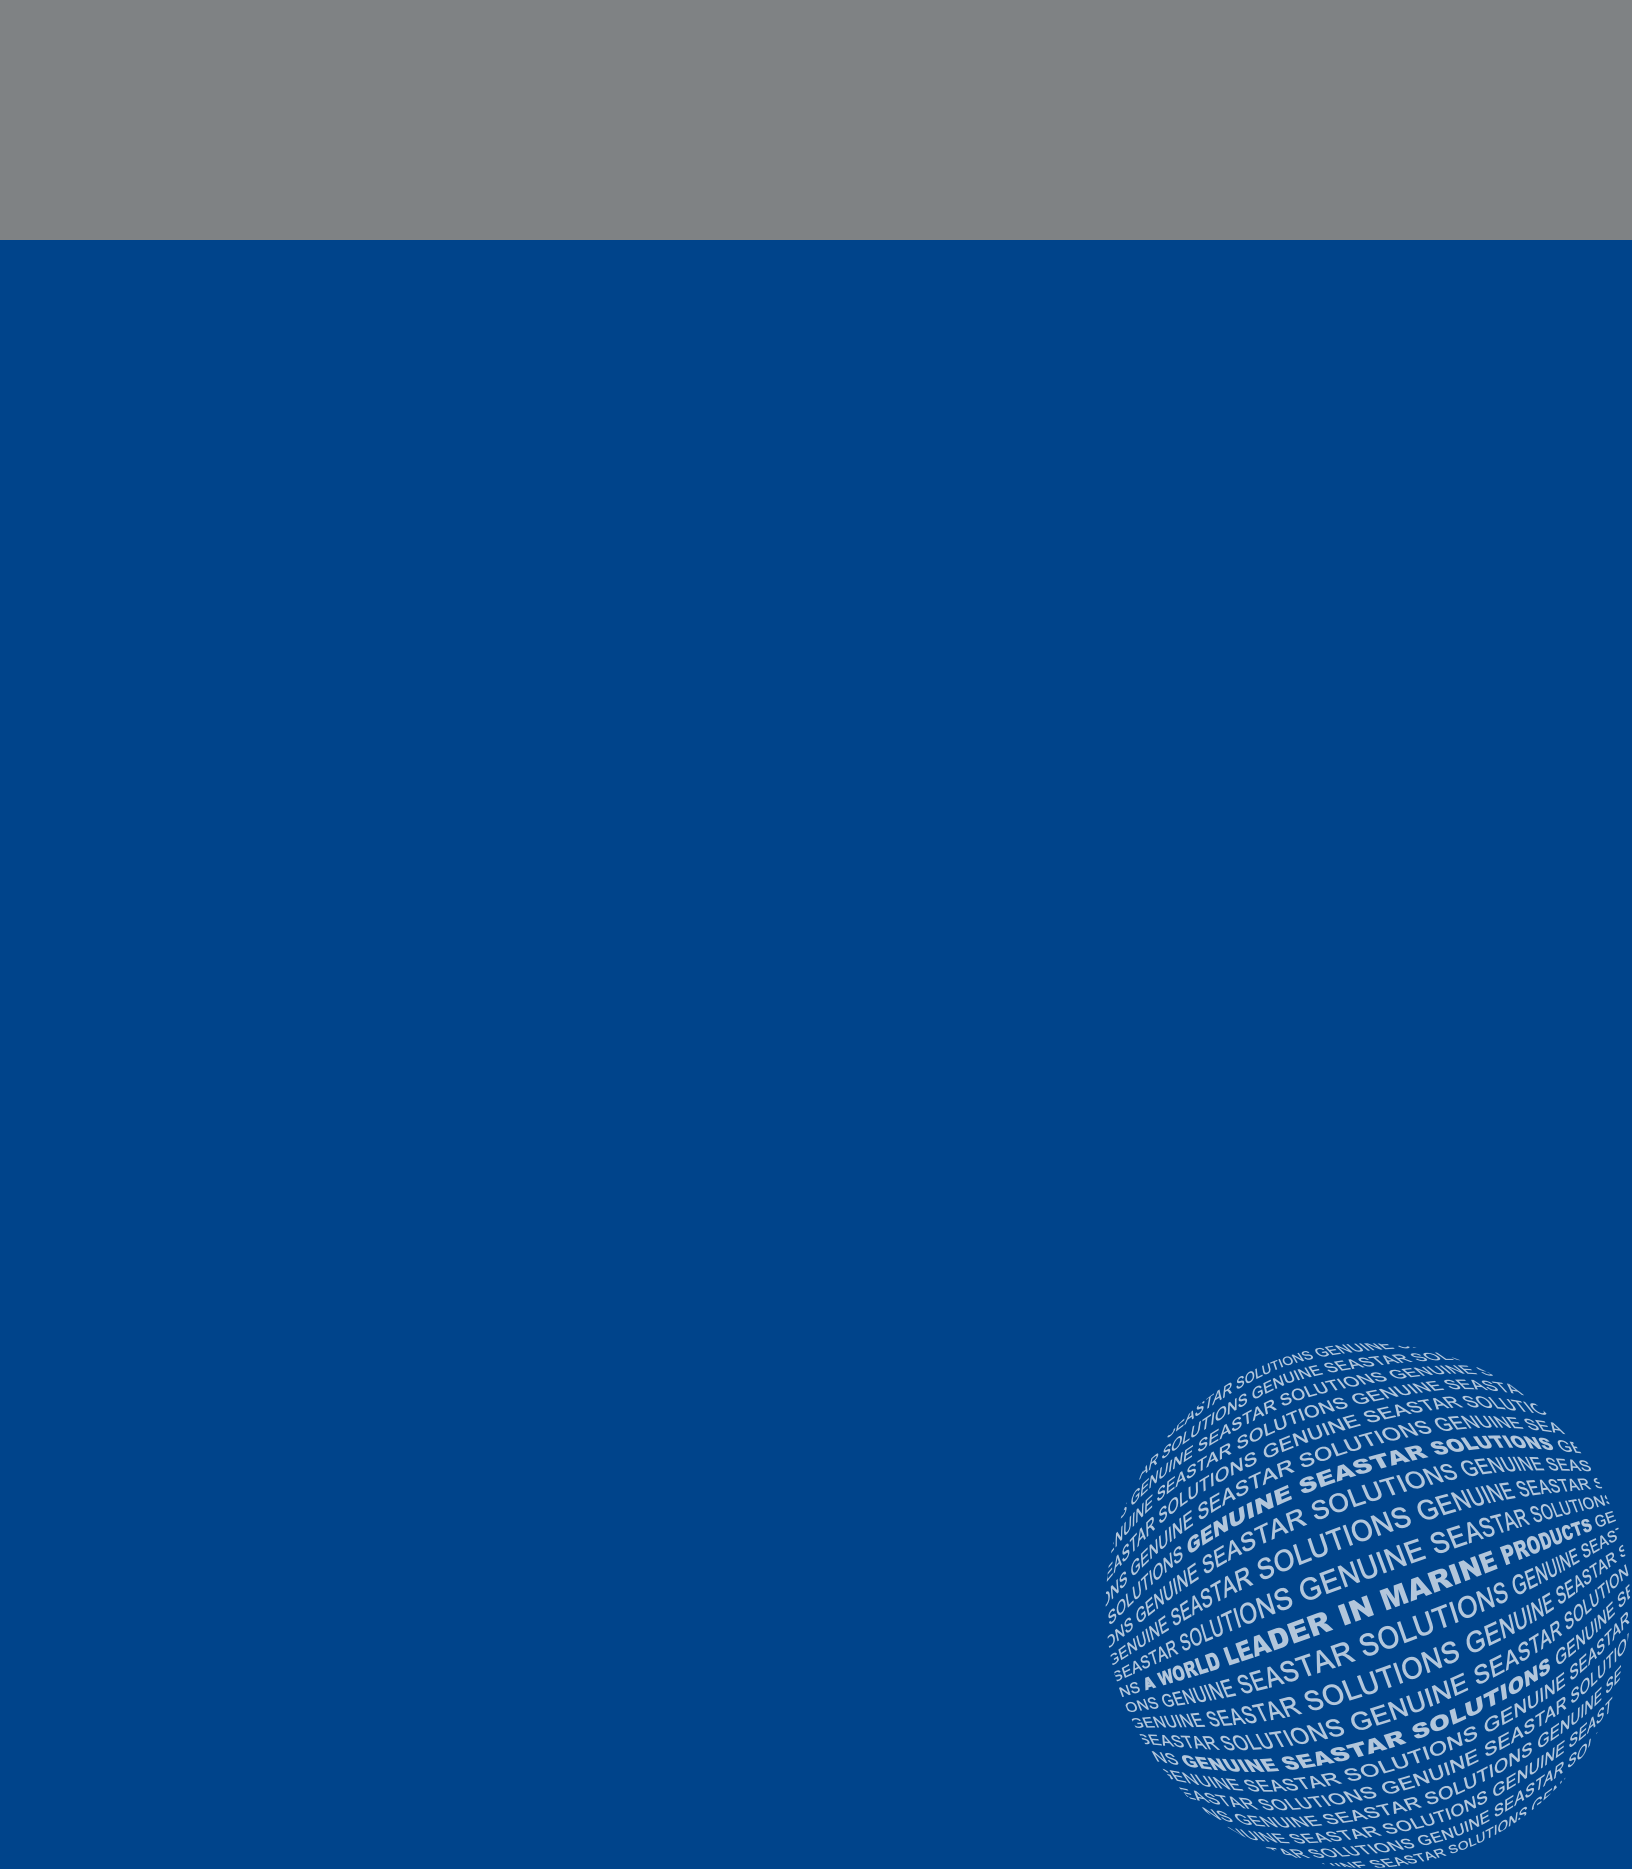 SEASTAR SOLUTIONS GENUINE
SOLUTIONS GENUINE SEASTAR
GENUINE SEASTAR SOLUTIONS GENUINE
SEASTAR SOLUTIONS GENUINE
SEASTAR SOLUTIONS GENUINE SEASTAR
GENUINE SEASTAR SOLUTIONS GENUINE
SOLUTIONS GENUINE SEASTAR SOLUTIONS
GENUINE SEASTAR SOLUTIONS GENUINE
GENUINE SEASTAR SOLUTIONS GENUINE SEASTAR
SEASTAR SOLUTIONS GENUINE SEASTAR SOLUTIONS
A WORLD LEADER IN MARINE PRODUCTS
GENUINE SEASTAR SOLUTIONS GENUINE
GENUINE SEASTAR SOLUTIONS GENUINE SEASTAR
SEASTAR SOLUTIONS GENUINE SEASTAR SOLUTION
GENUINE SEASTAR SOLUTIONS GENUINE
GENUINE SEASTAR SOLUTIONS GENUINE SEASTAR
SOLUTIONS GENUINE SEASTAR
GENUINE SEASTAR SOLUTIONS GENUINE
SEASTAR SOLUTIONS GENUINE
SOLUTIONS GENUINE SEASTAR
SEASTAR SOLUTIONS